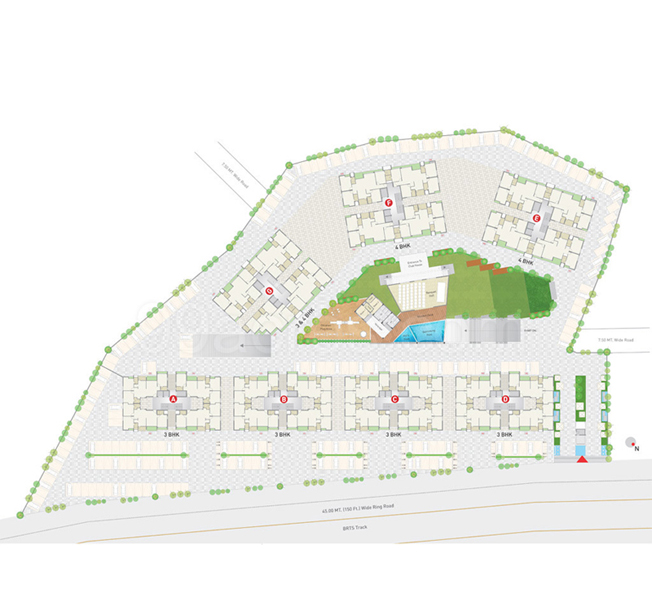 7.50 MT. Wide Road
F
4 BHK
E
4 BHK
G
3 & 4 BHK
7.50 MT. Wide Road
A
3 BHK
B
3 BHK
C
3 BHK
D
3 BHK
N
45.00 MT. (150 Ft.) Wide Ring Road
BRTS Track